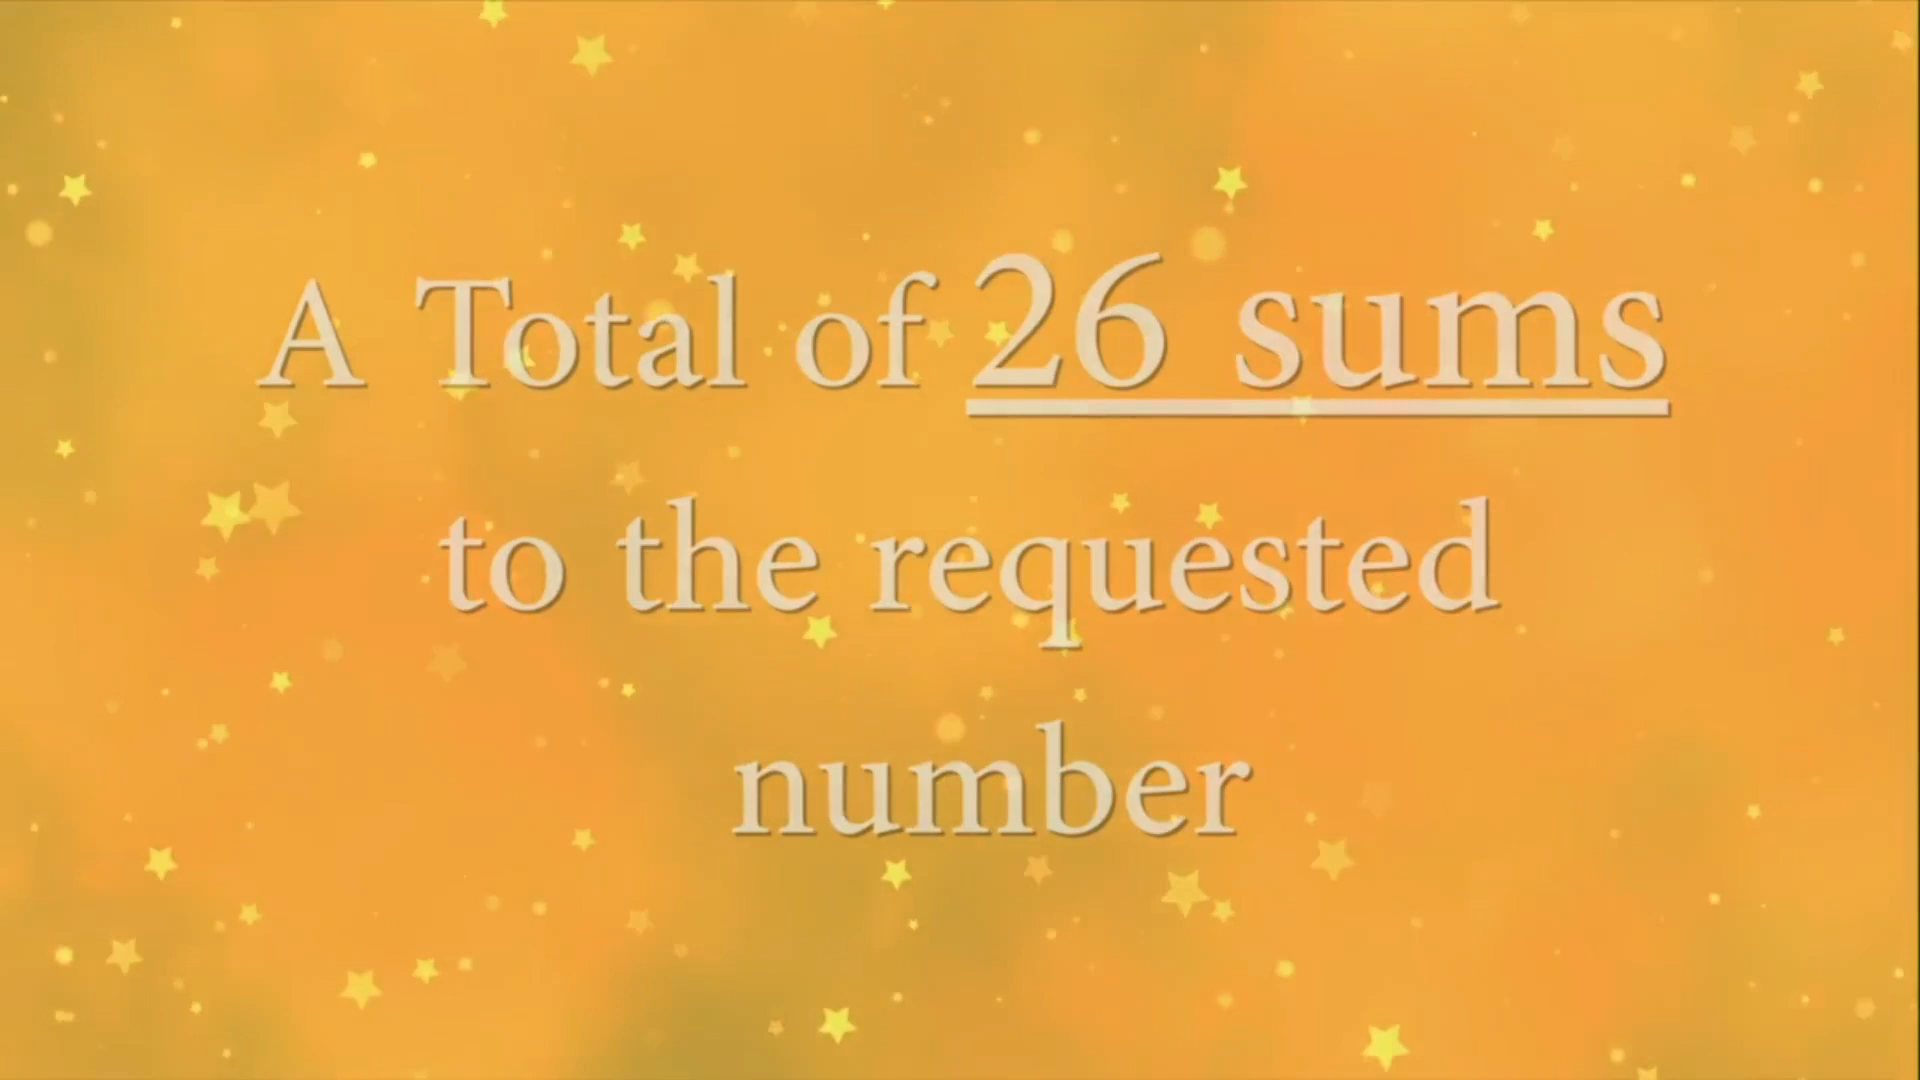 A Total of 26 sums
to the requested
number